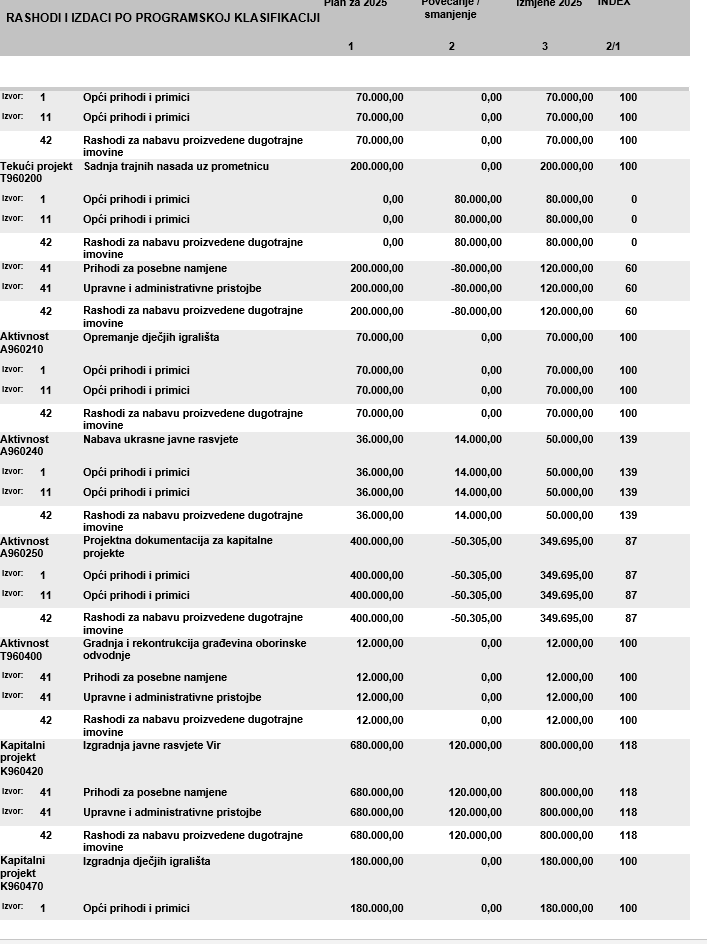 Plan za 2025 Povećanje / Izmjene 2025 INDEX
RASHODI I IZDACI PO PROGRAMSKOJ KLASIFIKACIJI smanjenje
1 2 3 2/1
Izvor: 1 Opći prihodi i primici 70.000,00 0,00 70.000,00 100
Izvor: 11 Opći prihodi i primici 70.000,00 0,00 70.000,00 100
42 Rashodi za nabavu proizvedene dugotrajne 70.000,00 0,00 70.000,00 100
imovine
Tekući projekt Sadnja trajnih nasada uz prometnicu 200.000,00 0,00 200.000,00 100
T960200
Izvor: 1 Opći prihodi i primici 0,00 80.000,00 80.000,00 0
Izvor: 11 Opći prihodi i primici 0,00 80.000,00 80.000,00 0
42 Rashodi za nabavu proizvedene dugotrajne 0,00 80.000,00 80.000,00 0
imovine
Izvor: 41 Prihodi za posebne namjene 200.000,00 -80.000,00 120.000,00 60
Izvor: 41 Upravne i administrativne pristojbe 200.000,00 -80.000,00 120.000,00 60
42 Rashodi za nabavu proizvedene dugotrajne 200.000,00 -80.000,00 120.000,00 60
imovine
Aktivnost Opremanje dječjih igrališta 70.000,00 0,00 70.000,00 100
A960210
Izvor: 1 Opći prihodi i primici 70.000,00 0,00 70.000,00 100
Izvor: 11 Opći prihodi i primici 70.000,00 0,00 70.000,00 100
42 Rashodi za nabavu proizvedene dugotrajne 70.000,00 0,00 70.000,00 100
imovine
Aktivnost Nabava ukrasne javne rasvjete 36.000,00 14.000,00 50.000,00 139
A960240
Izvor: 1 Opći prihodi i primici 36.000,00 14.000,00 50.000,00 139
Izvor: 11 Opći prihodi i primici 36.000,00 14.000,00 50.000,00 139
42 Rashodi za nabavu proizvedene dugotrajne 36.000,00 14.000,00 50.000,00 139
imovine
Aktivnost Projektna dokumentacija za kapitalne 400.000,00 -50.305,00 349.695,00 87
A960250 projekte
Izvor: 1 Opći prihodi i primici 400.000,00 -50.305,00 349.695,00 87
Izvor: 11 Opći prihodi i primici 400.000,00 -50.305,00 349.695,00 87
42 Rashodi za nabavu proizvedene dugotrajne 400.000,00 -50.305,00 349.695,00 87
imovine
Aktivnost Gradnja i rekontrukcija građevina oborinske 12.000,00 0,00 12.000,00 100
T960400 odvodnje
Izvor: 41 Prihodi za posebne namjene 12.000,00 0,00 12.000,00 100
Izvor: 41 Upravne i administrativne pristojbe 12.000,00 0,00 12.000,00 100
42 Rashodi za nabavu proizvedene dugotrajne 12.000,00 0,00 12.000,00 100
imovine
Kapitalni Izgradnja javne rasvjete Vir 680.000,00 120.000,00 800.000,00 118
projekt
K960420
Izvor: 41 Prihodi za posebne namjene 680.000,00 120.000,00 800.000,00 118
Izvor: 41 Upravne i administrativne pristojbe 680.000,00 120.000,00 800.000,00 118
42 Rashodi za nabavu proizvedene dugotrajne 680.000,00 120.000,00 800.000,00 118
imovine
Kapitalni Izgradnja dječjih igrališta 180.000,00 0,00 180.000,00 100
projekt
K960470
Izvor: 1 Opći prihodi i primici 180.000,00 0,00 180.000,00 100